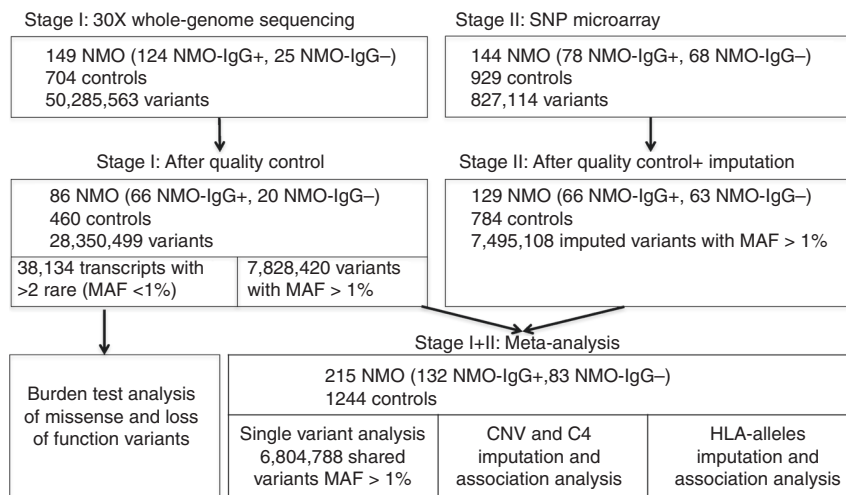 Stage I: 30X whole-genome sequencing
149 NMO (124 NMO-IgG+, 25 NMO-IgG–)
704 controls
50,285,563 variants
Stage II: SNP microarray
144 NMO (78 NMO-IgG+, 68 NMO-IgG–)
929 controls
827,114 variants
Stage I: After quality control
86 NMO (66 NMO-IgG+, 20 NMO-IgG–)
460 controls
28,350,499 variants
38,134 transcripts with
>2 rare (MAF <1%)
7,828,420 variants
with MAF > 1%
Stage II: After quality control+ imputation
129 NMO (66 NMO-IgG+, 63 NMO-IgG–)
784 controls
7,495,108 imputed variants with MAF > 1%
Burden test analysis
of missense and loss
of function variants
Stage I+II: Meta-analysis
215 NMO (132 NMO-IgG+,83 NMO-IgG–)
1244 controls
Single variant analysis
6,804,788 shared
variants MAF > 1%
CNV and C4
imputation and
association analysis
HLA-alleles
imputation and
association analysis